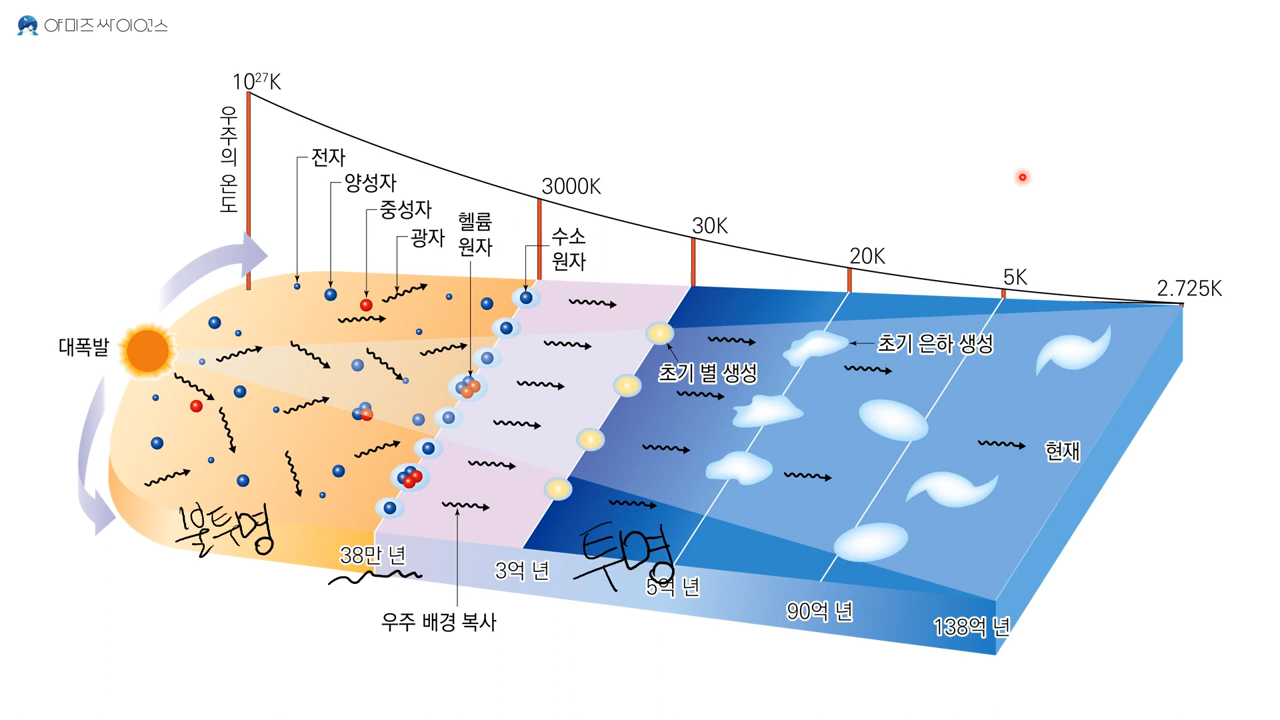 야미즈 싸이언스
10²⁷K
우주의 온도
전자
양성자
중성자
광자
헬륨
원자
수소
원자
3000K
30K
20K
5K
2.725K
대폭발
초기 별 생성
초기 은하 생성
현재
불투명
투명
38만 년
3억 년
5억 년
90억 년
138억 년
우주 배경 복사